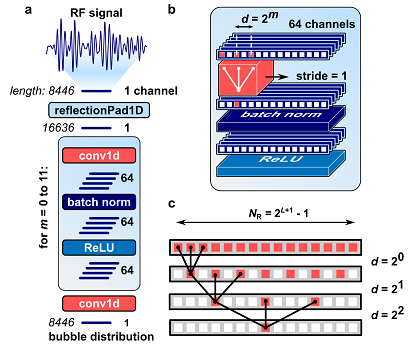 a
RF signal
length: 8446
1 channel
reflectionPad1D
16636
1
for m = 0 to 11:
conv1d
64
batch norm
64
ReLU
64
conv1d
8446
1
bubble distribution
b
d = 2^m
64 channels
stride = 1
batch norm
ReLU
c
N_R = 2^{L+1} - 1
d = 2^0
d = 2^1
d = 2^2